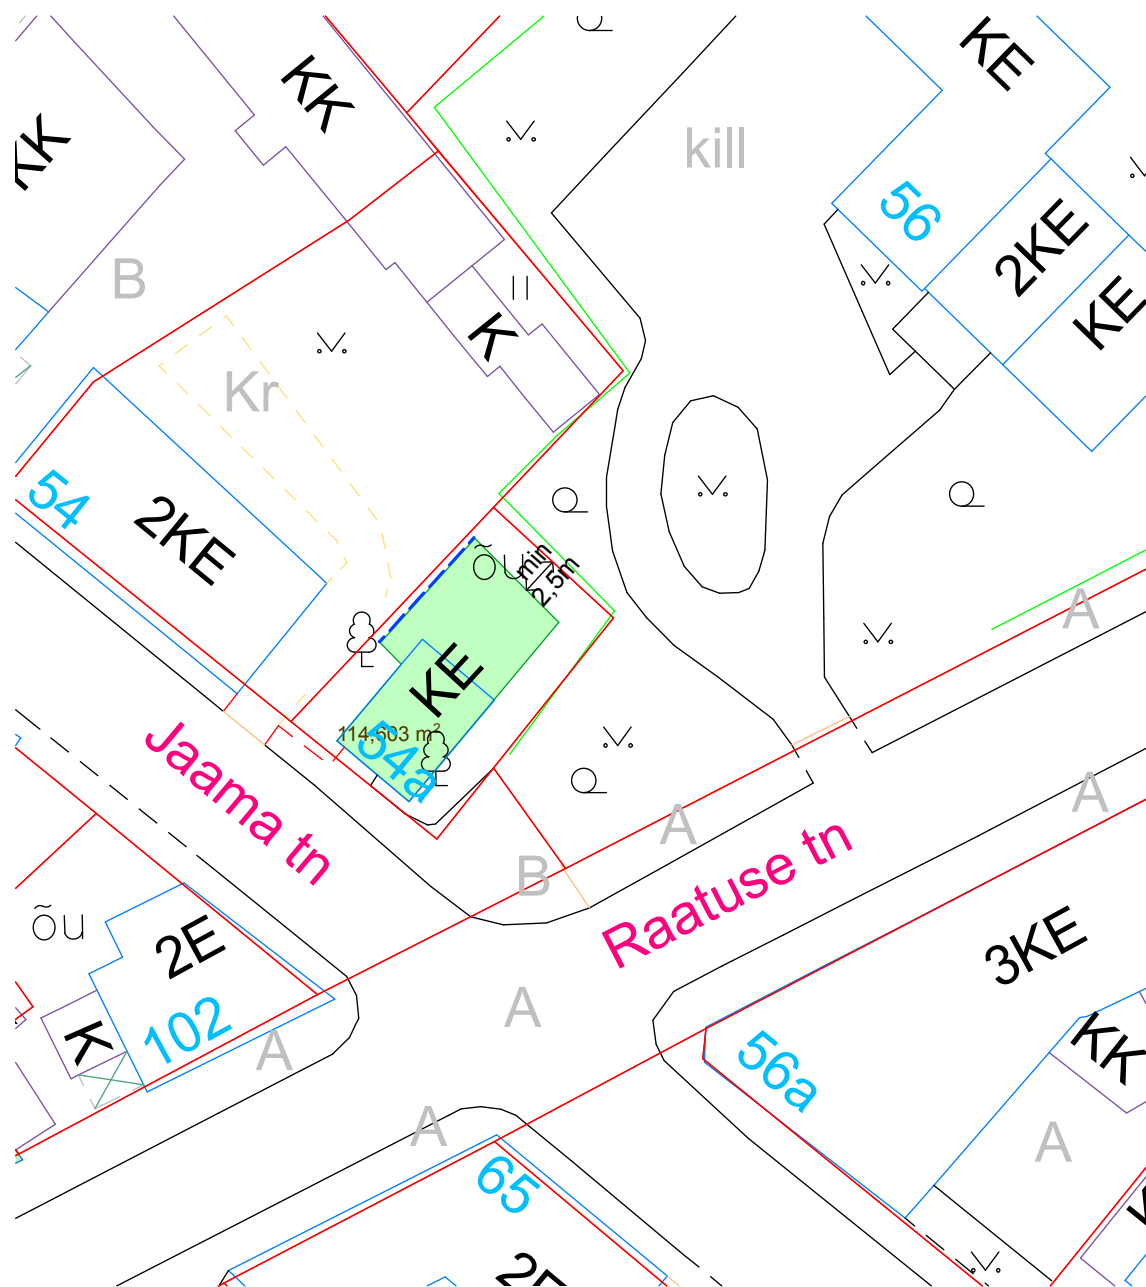 KK
KE
KK
kill
56
2KE
B
KE
K
Kr
54
2KE
õu
min
2,5m
A
KE
114,603 m²
54a
Jaama tn
A
A
B
Raatuse tn
õu
2E
3KE
A
K
102
A
KK
56a
A
A
65